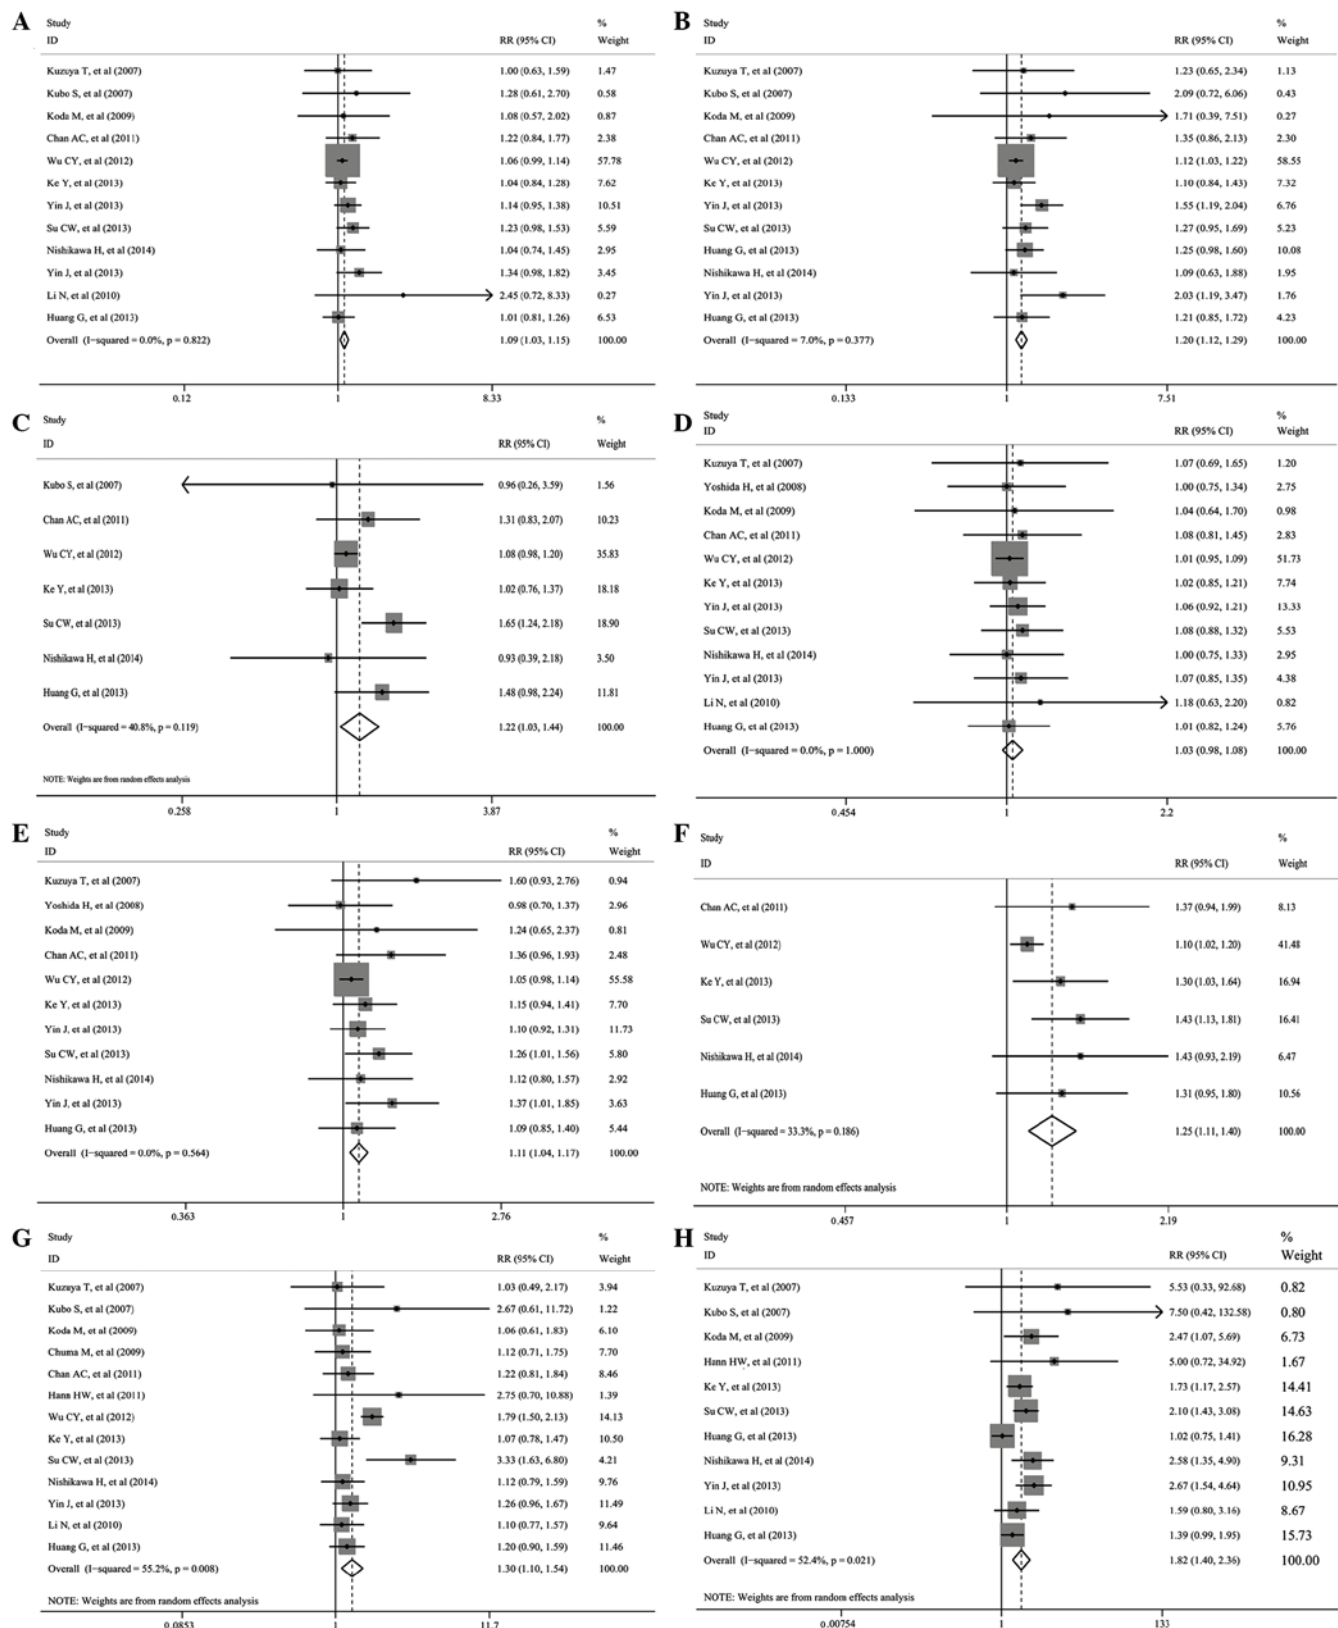 A
Study %
ID RR (95% CI) Weight
Kuzuya T, et al (2007) 1.00 (0.63, 1.59) 1.47
Kubo S, et al (2007) 1.28 (0.61, 2.70) 0.58
Koda M, et al (2009) 1.08 (0.57, 2.02) 0.87
Chan AC, et al (2011) 1.22 (0.84, 1.77) 2.38
Wu CY, et al (2012) 1.06 (0.99, 1.14) 57.78
Ke Y, et al (2013) 1.04 (0.84, 1.28) 7.62
Yin J, et al (2013) 1.14 (0.95, 1.38) 10.51
Su CW, et al (2013) 1.23 (0.98, 1.53) 5.59
Nishikawa H, et al (2014) 1.04 (0.74, 1.45) 2.95
Yin J, et al (2013) 1.34 (0.98, 1.82) 3.45
Li N, et al (2010) 2.45 (0.72, 8.33) 0.27
Huang G, et al (2013) 1.01 (0.81, 1.26) 6.53
Overall (I-squared = 0.0%, p = 0.822) 1.09 (1.03, 1.15) 100.00
0.12 1 8.33
B
Study %
ID RR (95% CI) Weight
Kuzuya T, et al (2007) 1.23 (0.65, 2.34) 1.13
Kubo S, et al (2007) 2.09 (0.72, 6.06) 0.43
Koda M, et al (2009) 1.71 (0.39, 7.51) 0.27
Chan AC, et al (2011) 1.35 (0.86, 2.13) 2.30
Wu CY, et al (2012) 1.12 (1.03, 1.22) 58.55
Ke Y, et al (2013) 1.10 (0.84, 1.43) 7.32
Yin J, et al (2013) 1.55 (1.19, 2.04) 6.76
Su CW, et al (2013) 1.27 (0.95, 1.69) 5.23
Huang G, et al (2013) 1.25 (0.98, 1.60) 10.08
Nishikawa H, et al (2014) 1.09 (0.63, 1.88) 1.95
Yin J, et al (2013) 2.03 (1.19, 3.47) 1.76
Huang G, et al (2013) 1.21 (0.85, 1.72) 4.23
Overall (I-squared = 7.0%, p = 0.377) 1.20 (1.12, 1.29) 100.00
0.133 1 7.51
C
Study %
ID RR (95% CI) Weight
Kubo S, et al (2007) 0.96 (0.26, 3.59) 1.56
Chan AC, et al (2011) 1.31 (0.83, 2.07) 10.23
Wu CY, et al (2012) 1.08 (0.98, 1.20) 35.83
Ke Y, et al (2013) 1.02 (0.76, 1.37) 18.18
Su CW, et al (2013) 1.65 (1.24, 2.18) 18.90
Nishikawa H, et al (2014) 0.93 (0.39, 2.18) 3.50
Huang G, et al (2013) 1.48 (0.98, 2.24) 11.81
Overall (I-squared = 40.8%, p = 0.119) 1.22 (1.03, 1.44) 100.00
NOTE: Weights are from random effects analysis
0.258 1 3.87
D
Study %
ID RR (95% CI) Weight
Kuzuya T, et al (2007) 1.07 (0.69, 1.65) 1.20
Yoshida H, et al (2008) 1.00 (0.75, 1.34) 2.75
Koda M, et al (2009) 1.04 (0.64, 1.70) 0.98
Chan AC, et al (2011) 1.08 (0.81, 1.45) 2.83
Wu CY, et al (2012) 1.01 (0.95, 1.09) 51.73
Ke Y, et al (2013) 1.02 (0.85, 1.21) 7.74
Yin J, et al (2013) 1.06 (0.92, 1.21) 13.33
Su CW, et al (2013) 1.08 (0.88, 1.32) 5.53
Nishikawa H, et al (2014) 1.00 (0.75, 1.33) 2.95
Yin J, et al (2013) 1.07 (0.85, 1.35) 4.38
Li N, et al (2010) 1.18 (0.63, 2.20) 0.82
Huang G, et al (2013) 1.01 (0.82, 1.24) 5.76
Overall (I-squared = 0.0%, p = 1.000) 1.03 (0.98, 1.08) 100.00
0.454 1 2.2
E
Study %
ID RR (95% CI) Weight
Kuzuya T, et al (2007) 1.60 (0.93, 2.76) 0.94
Yoshida H, et al (2008) 0.98 (0.70, 1.37) 2.96
Koda M, et al (2009) 1.24 (0.65, 2.37) 0.81
Chan AC, et al (2011) 1.36 (0.96, 1.93) 2.48
Wu CY, et al (2012) 1.05 (0.98, 1.14) 55.58
Ke Y, et al (2013) 1.15 (0.94, 1.41) 7.70
Yin J, et al (2013) 1.10 (0.92, 1.31) 11.73
Su CW, et al (2013) 1.26 (1.01, 1.56) 5.80
Nishikawa H, et al (2014) 1.12 (0.80, 1.57) 2.92
Yin J, et al (2013) 1.37 (1.01, 1.85) 3.63
Huang G, et al (2013) 1.09 (0.85, 1.40) 5.44
Overall (I-squared = 0.0%, p = 0.564) 1.11 (1.04, 1.17) 100.00
0.363 1 2.76
F
Study %
ID RR (95% CI) Weight
Chan AC, et al (2011) 1.37 (0.94, 1.99) 8.13
Wu CY, et al (2012) 1.10 (1.02, 1.20) 41.48
Ke Y, et al (2013) 1.30 (1.03, 1.64) 16.94
Su CW, et al (2013) 1.43 (1.13, 1.81) 16.41
Nishikawa H, et al (2014) 1.43 (0.93, 2.19) 6.47
Huang G, et al (2013) 1.31 (0.95, 1.80) 10.56
Overall (I-squared = 33.3%, p = 0.186) 1.25 (1.11, 1.40) 100.00
NOTE: Weights are from random effects analysis
0.457 1 2.19
G
Study %
ID RR (95% CI) Weight
Kuzuya T, et al (2007) 1.03 (0.49, 2.17) 3.94
Kubo S, et al (2007) 2.67 (0.61, 11.72) 1.22
Koda M, et al (2009) 1.06 (0.61, 1.83) 6.10
Chuma M, et al (2009) 1.12 (0.71, 1.75) 7.70
Chan AC, et al (2011) 1.22 (0.81, 1.84) 8.46
Hann HW, et al (2011) 2.75 (0.70, 10.88) 1.39
Wu CY, et al (2012) 1.79 (1.50, 2.13) 14.13
Ke Y, et al (2013) 1.07 (0.78, 1.47) 10.50
Su CW, et al (2013) 3.33 (1.63, 6.80) 4.21
Nishikawa H, et al (2014) 1.12 (0.79, 1.59) 9.76
Yin J, et al (2013) 1.26 (0.96, 1.67) 11.49
Li N, et al (2010) 1.10 (0.77, 1.57) 9.64
Huang G, et al (2013) 1.20 (0.90, 1.59) 11.46
Overall (I-squared = 55.2%, p = 0.008) 1.30 (1.10, 1.54) 100.00
NOTE: Weights are from random effects analysis
0.0853 1 11.7
H
Study %
ID RR (95% CI) Weight
Kuzuya T, et al (2007) 5.53 (0.33, 92.68) 0.82
Kubo S, et al (2007) 7.50 (0.42, 132.58) 0.80
Koda M, et al (2009) 2.47 (1.07, 5.69) 6.73
Hann HW, et al (2011) 5.00 (0.72, 34.92) 1.67
Ke Y, et al (2013) 1.73 (1.17, 2.57) 14.41
Su CW, et al (2013) 2.10 (1.43, 3.08) 14.63
Huang G, et al (2013) 1.02 (0.75, 1.41) 16.28
Nishikawa H, et al (2014) 2.58 (1.35, 4.90) 9.31
Yin J, et al (2013) 2.67 (1.54, 4.64) 10.95
Li N, et al (2010) 1.59 (0.80, 3.16) 8.67
Huang G, et al (2013) 1.39 (0.99, 1.95) 15.73
Overall (I-squared = 52.4%, p = 0.021) 1.82 (1.40, 2.36) 100.00
NOTE: Weights are from random effects analysis
0.00754 1 133